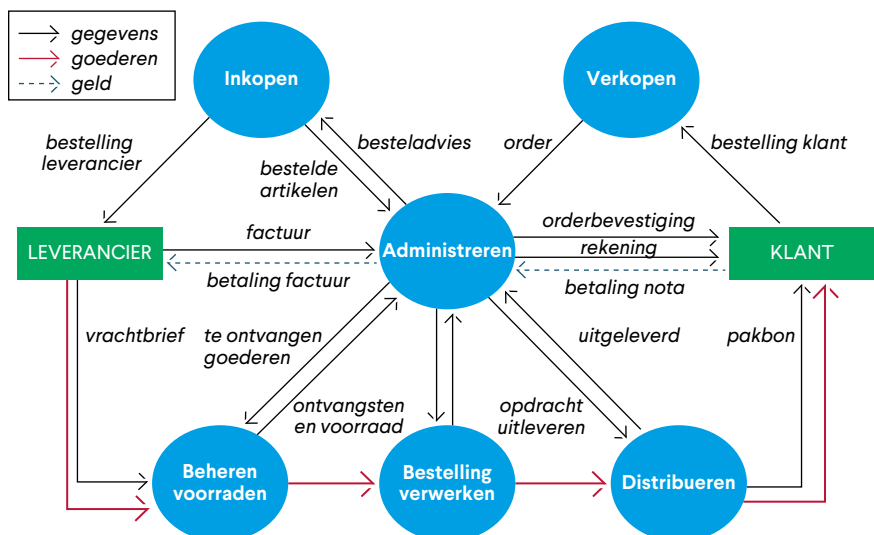 gegevens
goederen
geld
Inkopen
Verkopen
bestelling
leverancier
besteladvies
order
bestelling klant
bestelde
artikelen
LEVERANCIER
factuur
Administreren
orderbevestiging
rekening
KLANT
betaling factuur
betaling nota
vrachtbrief
te ontvangen
goederen
uitgeleverd
pakbon
ontvangsten
en voorraad
opdracht
uitleveren
Beheren
voorraden
Bestelling
verwerken
Distribueren